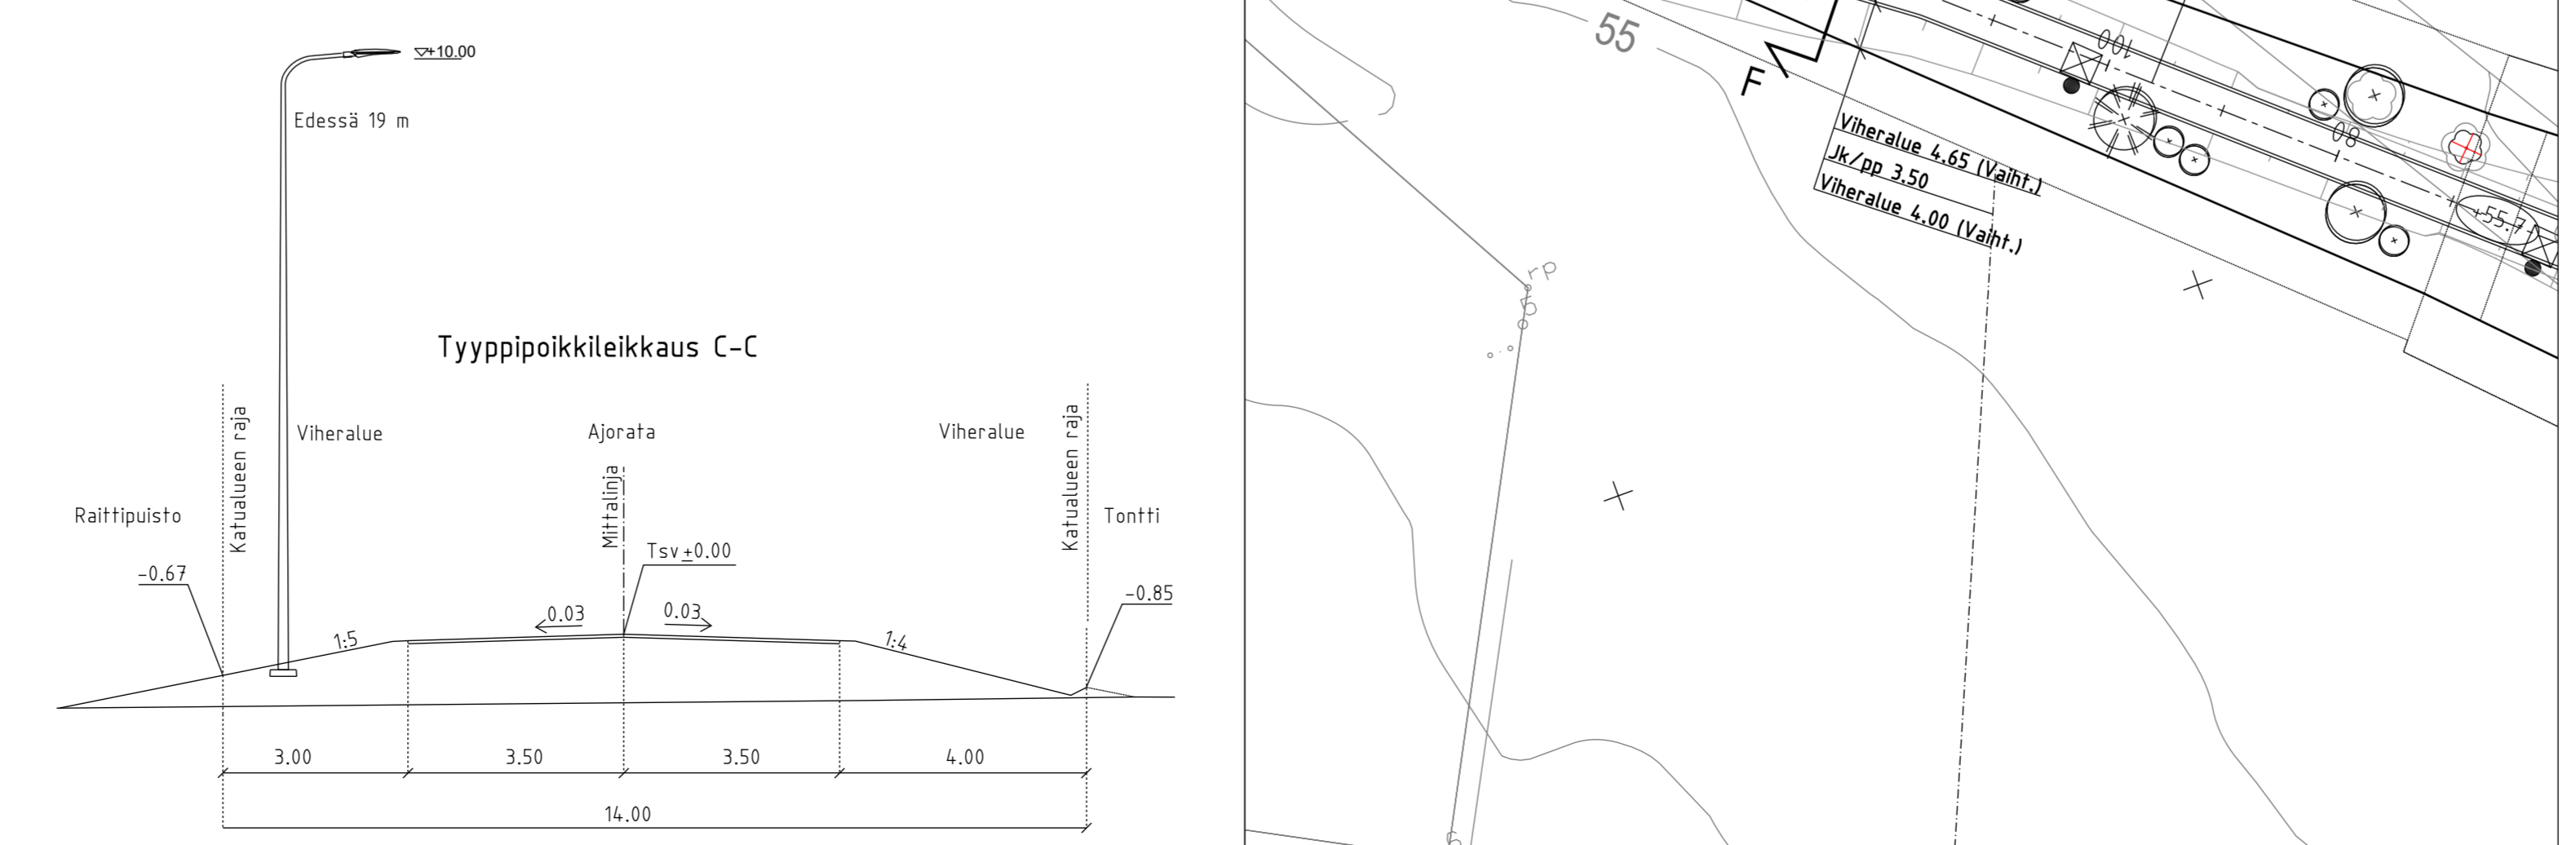 +10.00
Edessä 19 m
Tyyppipoikkileikkaus C-C
Katualueen raja
Viheralue
Ajorata
Viheralue
Katualueen raja
Mittalinja
Raittipuisto
Tontti
Tsv±0.00
-0.67
-0.85
0.03
0.03
1:5
1:4
3.00
3.50
3.50
4.00
14.00
55
F
100
80
Viheralue 4.65 (Vaiht.)
Jk/pp 3.50
Viheralue 4.00 (Vaiht.)
+55.7
rp